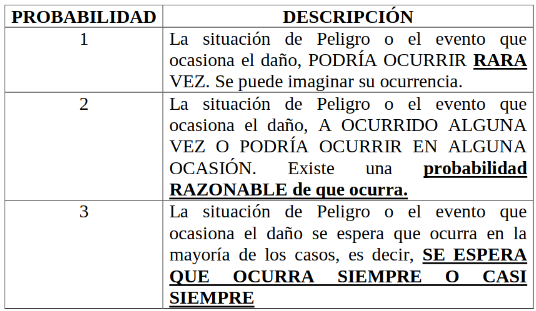 PROBABILIDAD DESCRIPCIÓN
1 La situación de Peligro o el evento que
ocasiona el daño, PODRÍA OCURRIR RARA
VEZ. Se puede imaginar su ocurrencia.
2 La situación de Peligro o el evento que
ocasiona el daño, A OCURRIDO ALGUNA
VEZ O PODRÍA OCURRIR EN ALGUNA
OCASIÓN. Existe una probabilidad
RAZONABLE de que ocurra.
3 La situación de Peligro o el evento que
ocasiona el daño se espera que ocurra en la
mayoría de los casos, es decir, SE ESPERA
QUE OCURRA SIEMPRE O CASI
SIEMPRE